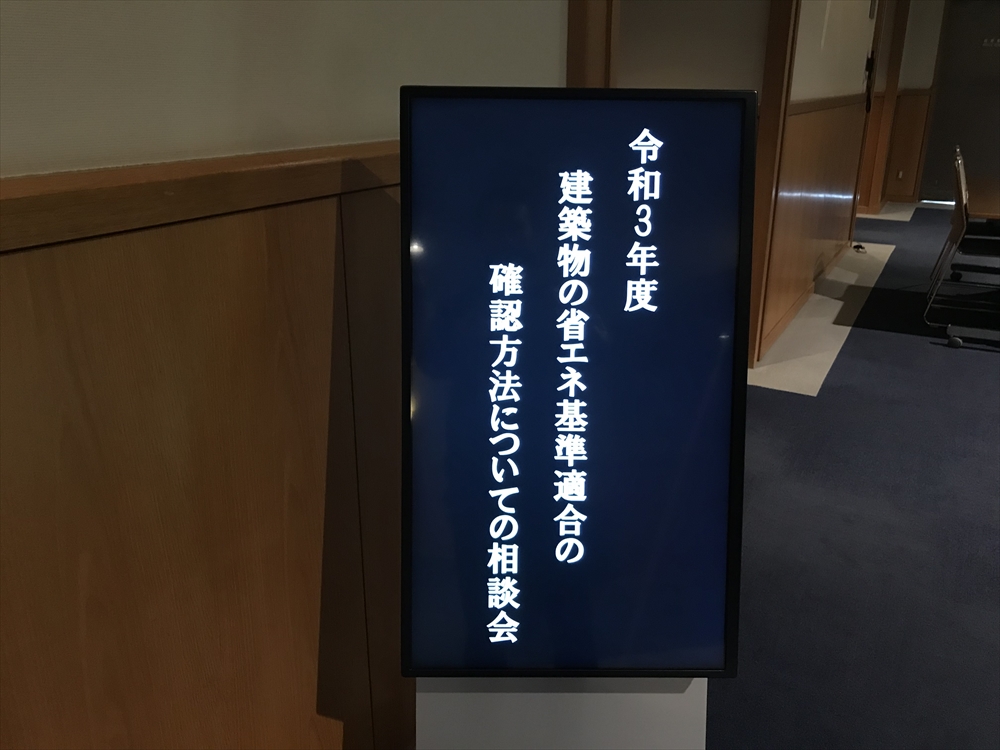 令和3年度
建築物の省エネ基準適合の
確認方法についての相談会